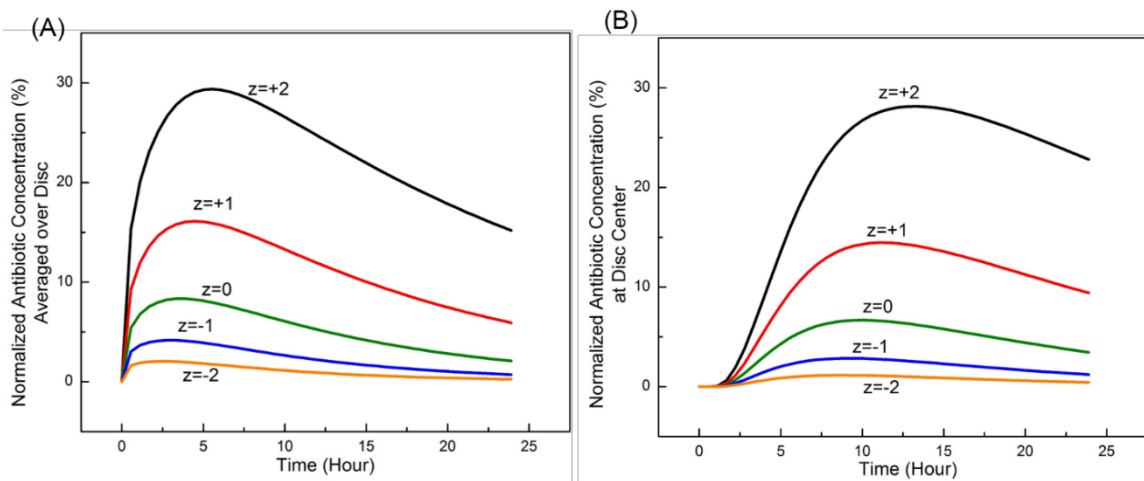 (A)
Normalized Antibiotic Concentration (%)
Averaged over Disc
30
20
10
0
z=+2
z=+1
z=0
z=-1
z=-2
0 5 10 15 20 25
Time (Hour)
(B)
Normalized Antibiotic Concentration (%)
at Disc Center
30
20
10
0
z=+2
z=+1
z=0
z=-1
z=-2
0 5 10 15 20 25
Time (Hour)